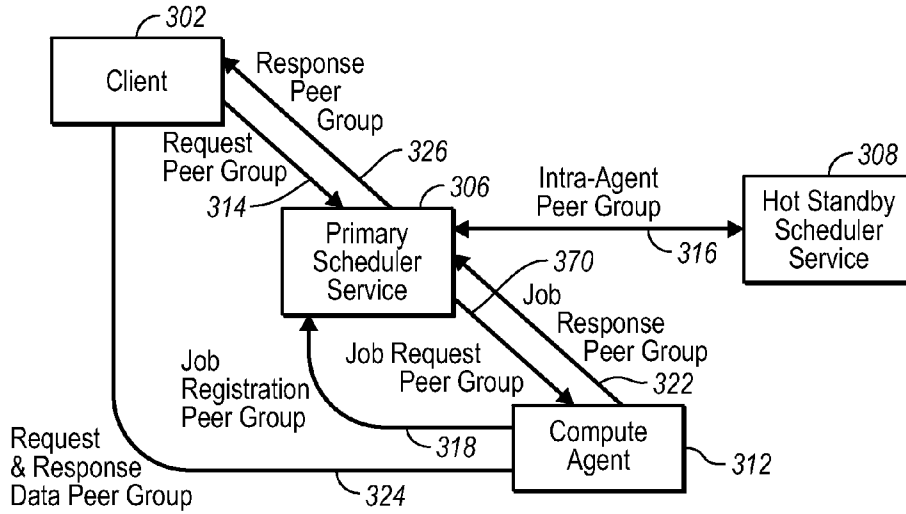 302
Client
Response
Peer
Group
Request
Peer Group
326
314
306
308
Primary
Scheduler
Service
Intra-Agent
Peer Group
316
Hot Standby
Scheduler
Service
370
Job
Response
Peer Group
322
Job Request
Peer Group
Job
Registration
Peer Group
318
Compute
Agent
312
Request
& Response
Data Peer Group
324